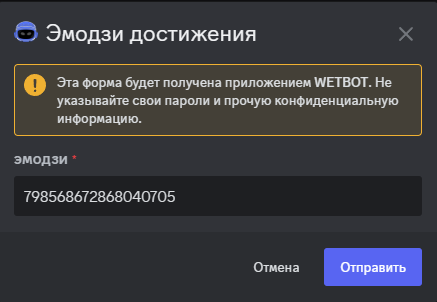 Эмодзи достижения
Эта форма будет получена приложением WETBOT. Не
указывайте свои пароли и прочую конфиденциальную
информацию.
ЭМОДЗИ *
798568672868040705
Отмена
Отправить